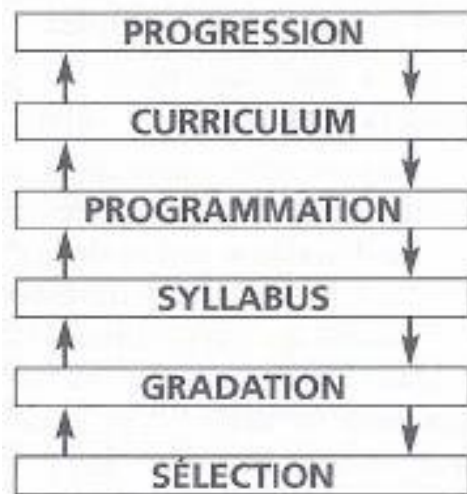 PROGRESSION
CURRICULUM
PROGRAMMATION
SYLLABUS
GRADATION
SÉLECTION